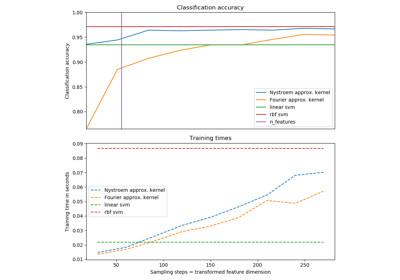 Classification accuracy
1.00
0.95
0.90
0.85
0.80
Classification accuracy
Nystroem approx. kernel
Fourier approx. kernel
linear svm
rbf svm
n_features
Training times
0.09
0.08
0.07
0.06
0.05
0.04
0.03
0.02
0.01
Training time in seconds
Nystroem approx. kernel
Fourier approx. kernel
linear svm
rbf svm
50
100
150
200
250
Sampling steps = transformed feature dimension